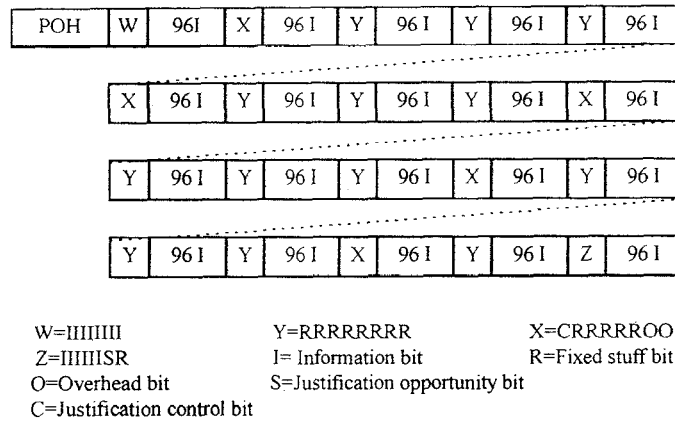 POH W 96I X 96 I Y 96 I Y 96 I Y 96 I
X 96 I Y 96 I Y 96 I Y 96 I X 96 I
Y 96 I Y 96 I Y 96 I X 96 I Y 96 I
Y 96 I Y 96 I X 96 I Y 96 I Z 96 I
W=IIIIIIII Y=RRRRRRRR X=CRRRRROO
Z=IIIIIISR I= Information bit R=Fixed stuff bit
O=Overhead bit S=Justification opportunity bit
C=Justification control bit